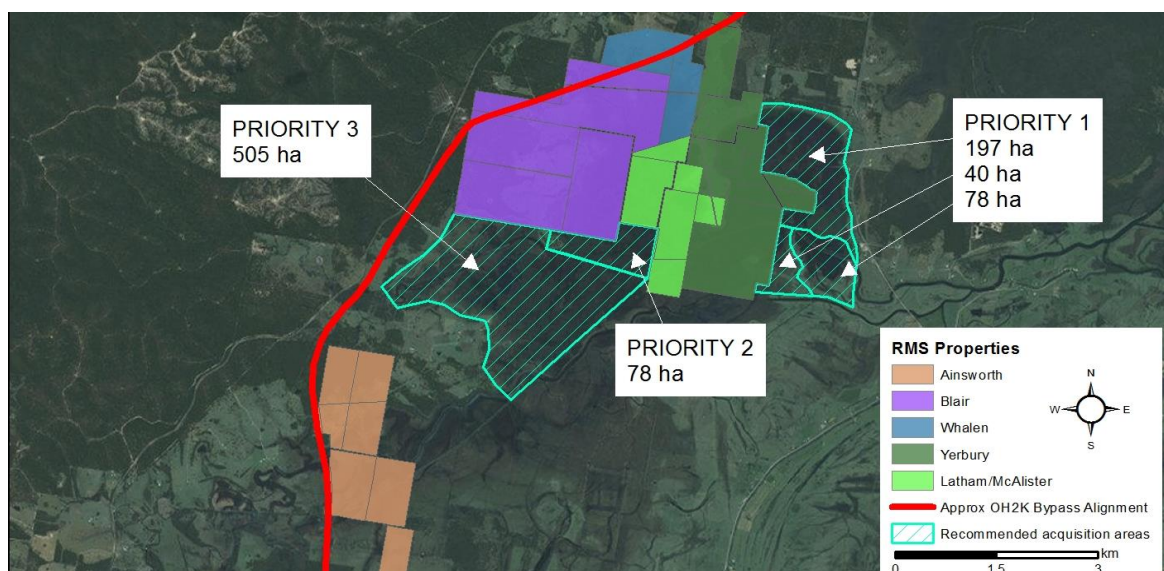 PRIORITY 3
505 ha
PRIORITY 1
197 ha
40 ha
78 ha
PRIORITY 2
78 ha
RMS Properties
Ainsworth
Blair
Whalen
Yerbury
Latham/McAlister
Approx OH2K Bypass Alignment
Recommended acquisition areas
N
W
E
S
km
0
1.5
3